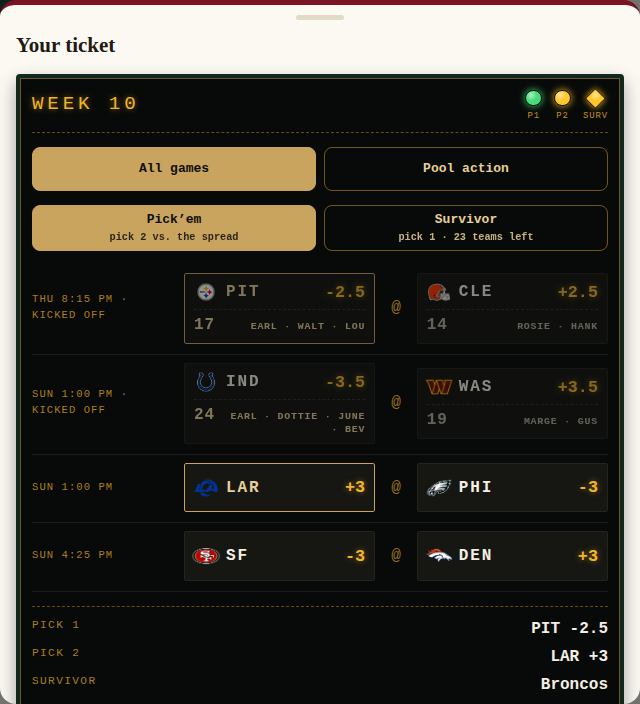 Your ticket
WEEK 10
P1 P2 SURV
All games
Pool action
Pick’em
pick 2 vs. the spread
Survivor
pick 1 · 23 teams left
THU 8:15 PM ·
KICKED OFF
PIT -2.5
17 EARL · WALT · LOU
@
CLE +2.5
14 ROSIE · HANK
SUN 1:00 PM ·
KICKED OFF
IND -3.5
24 EARL · DOTTIE · JUNE
· BEV
@
WAS +3.5
19 MARGE · GUS
SUN 1:00 PM
LAR +3
@
PHI -3
SUN 4:25 PM
SF -3
@
DEN +3
PICK 1 PIT -2.5
PICK 2 LAR +3
SURVIVOR Broncos